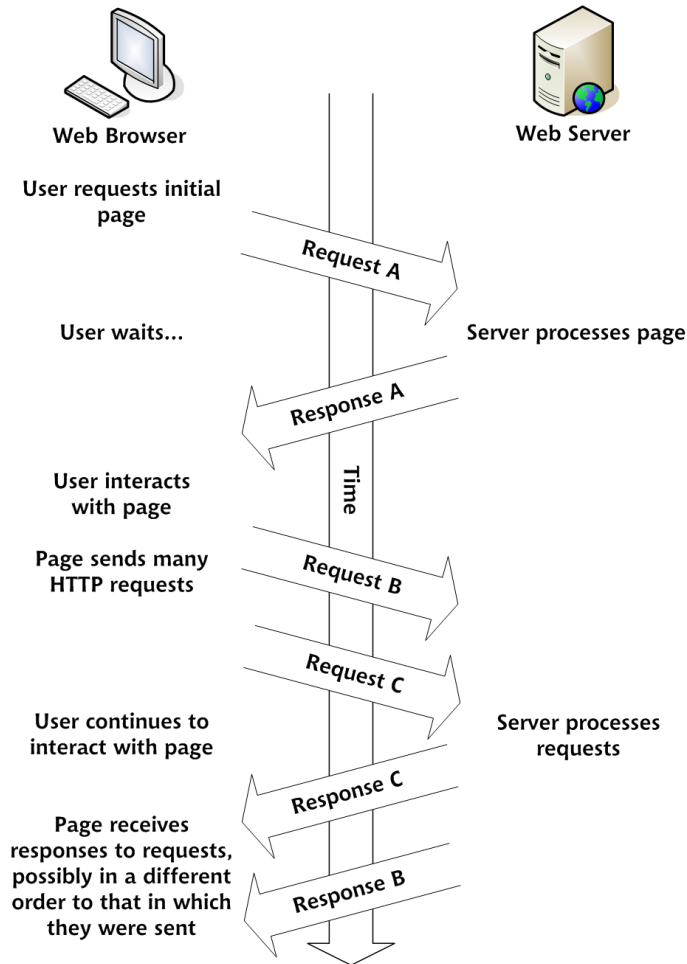 Web Browser
Web Server
User requests initial
page
Request A
User waits...
Server processes page
Response A
Time
User interacts
with page
Page sends many
HTTP requests
Request B
Request C
User continues to
interact with page
Server processes
requests
Response C
Page receives
responses to requests,
possibly in a different
order to that in which
they were sent
Response B